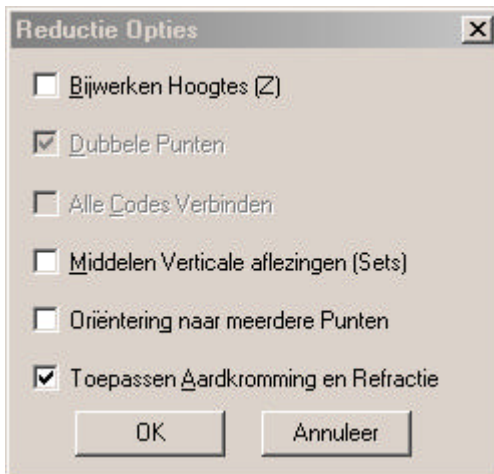 Reductie Opties
Bijwerken Hoogtes (Z)
Dubbele Punten
Alle Codes Verbinden
Middelen Verticale aflezingen (Sets)
Oriëntering naar meerdere Punten
Toepassen Aardkromming en Refractie
OK Annuleer